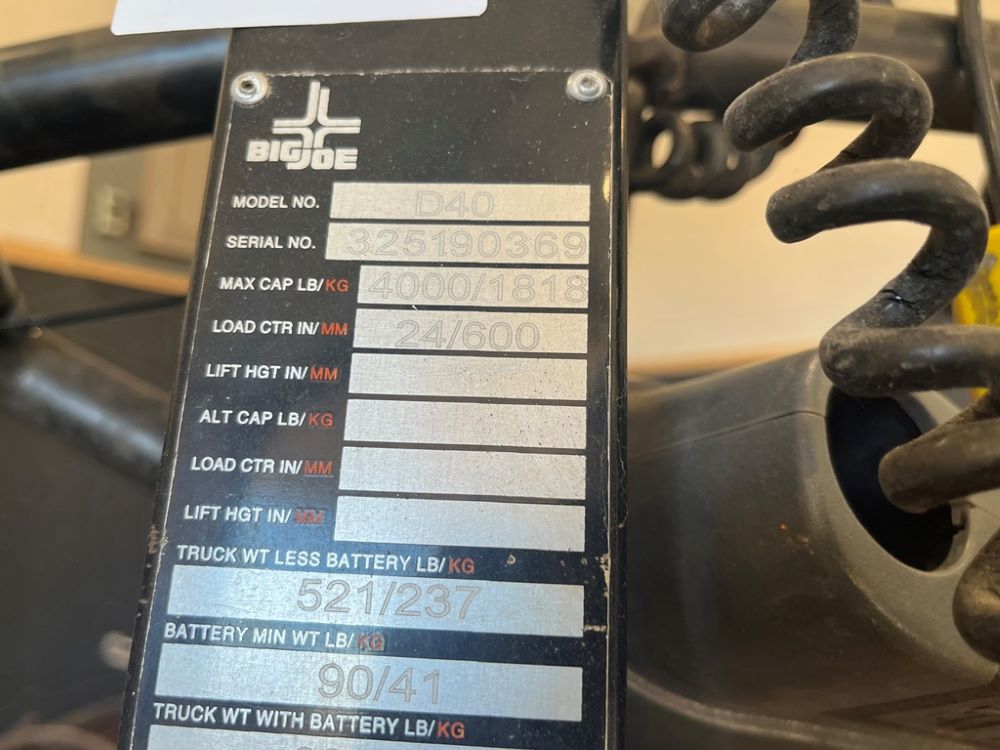 BIG JOE
MODEL NO. D40
SERIAL NO. 325190369
MAX CAP LB/KG 4000/1818
LOAD CTR IN/MM 24/600
LIFT HGT IN/MM
ALT CAP LB/KG
LOAD CTR IN/MM
LIFT HGT IN/MM
TRUCK WT LESS BATTERY LB/KG
521/237
BATTERY MIN WT LB/KG
90/41
TRUCK WT WITH BATTERY LB/KG